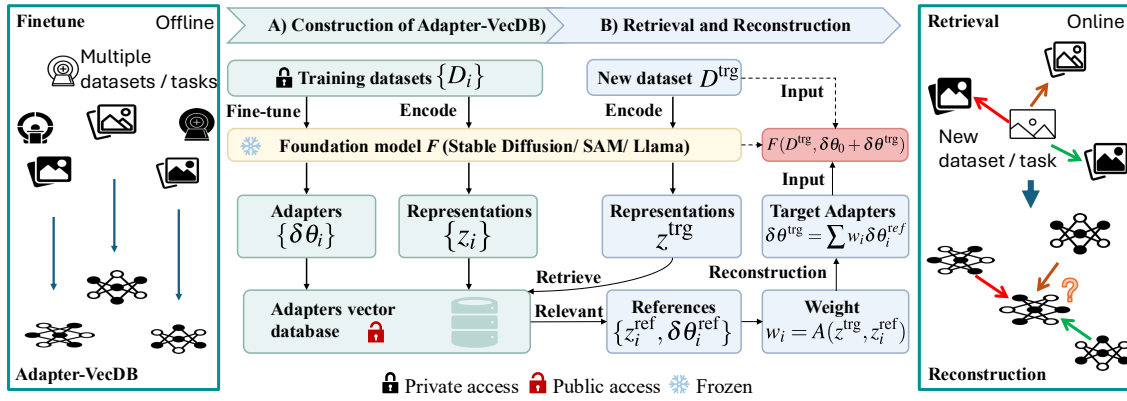 Finetune Offline
Multiple
datasets / tasks
Adapter-VecDB
A) Construction of Adapter-VecDB)
B) Retrieval and Reconstruction
Training datasets {D_i}
New dataset D^trg
Fine-tune
Encode
Encode
Input
Foundation model F (Stable Diffusion/ SAM/ Llama)
F(D^trg, δθ_0 + δθ^trg)
Input
Adapters
{δθ_i}
Representations
{z_i}
Representations
z^trg
Target Adapters
δθ^trg = ∑ w_i δθ_i^ref
Retrieve
Reconstruction
Adapters vector
database
Relevant
References
{z_i^ref, δθ_i^ref}
Weight
w_i = A(z^trg, z_i^ref)
Private access
Public access
Frozen
Retrieval Online
New
dataset / task
?
Reconstruction